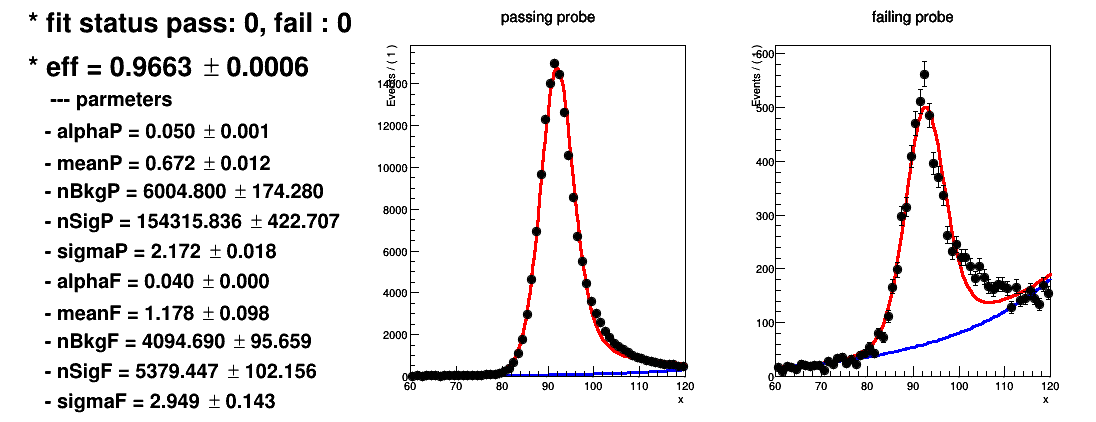 * fit status pass: 0, fail : 0
* eff = 0.9663 ± 0.0006
--- parmeters
- alphaP = 0.050 ± 0.001
- meanP = 0.672 ± 0.012
- nBkgP = 6004.800 ± 174.280
- nSigP = 154315.836 ± 422.707
- sigmaP = 2.172 ± 0.018
- alphaF = 0.040 ± 0.000
- meanF = 1.178 ± 0.098
- nBkgF = 4094.690 ± 95.659
- nSigF = 5379.447 ± 102.156
- sigmaF = 2.949 ± 0.143
passing probe
Events / ( 1 )
14000
12000
10000
8000
6000
4000
2000
0
60 70 80 90 100 110 120
x
failing probe
Events / ( 1 )
600
500
400
300
200
100
0
60 70 80 90 100 110 120
x